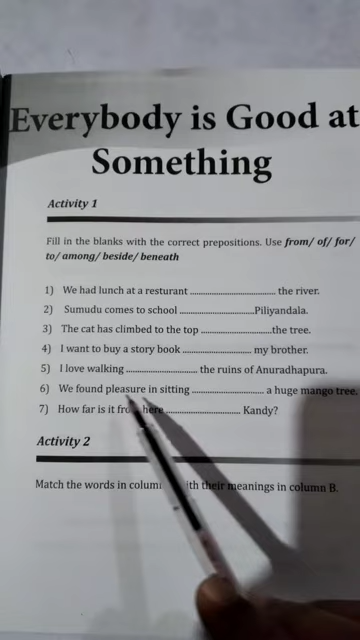 Everybody is Good at
Something
Activity 1
Fill in the blanks with the correct prepositions. Use from/ of/ for/
to/ among/ beside/ beneath
1) We had lunch at a resturant .................................. the river.
2) Sumudu comes to school ..............................Piliyandala.
3) The cat has climbed to the top ............................the tree.
4) I want to buy a story book ............................ my brother.
5) I love walking ............................. the ruins of Anuradhapura.
6) We found pleasure in sitting ............................. a huge mango tree.
7) How far is it from here .............................. Kandy?
Activity 2
Match the words in column with their meanings in column B.